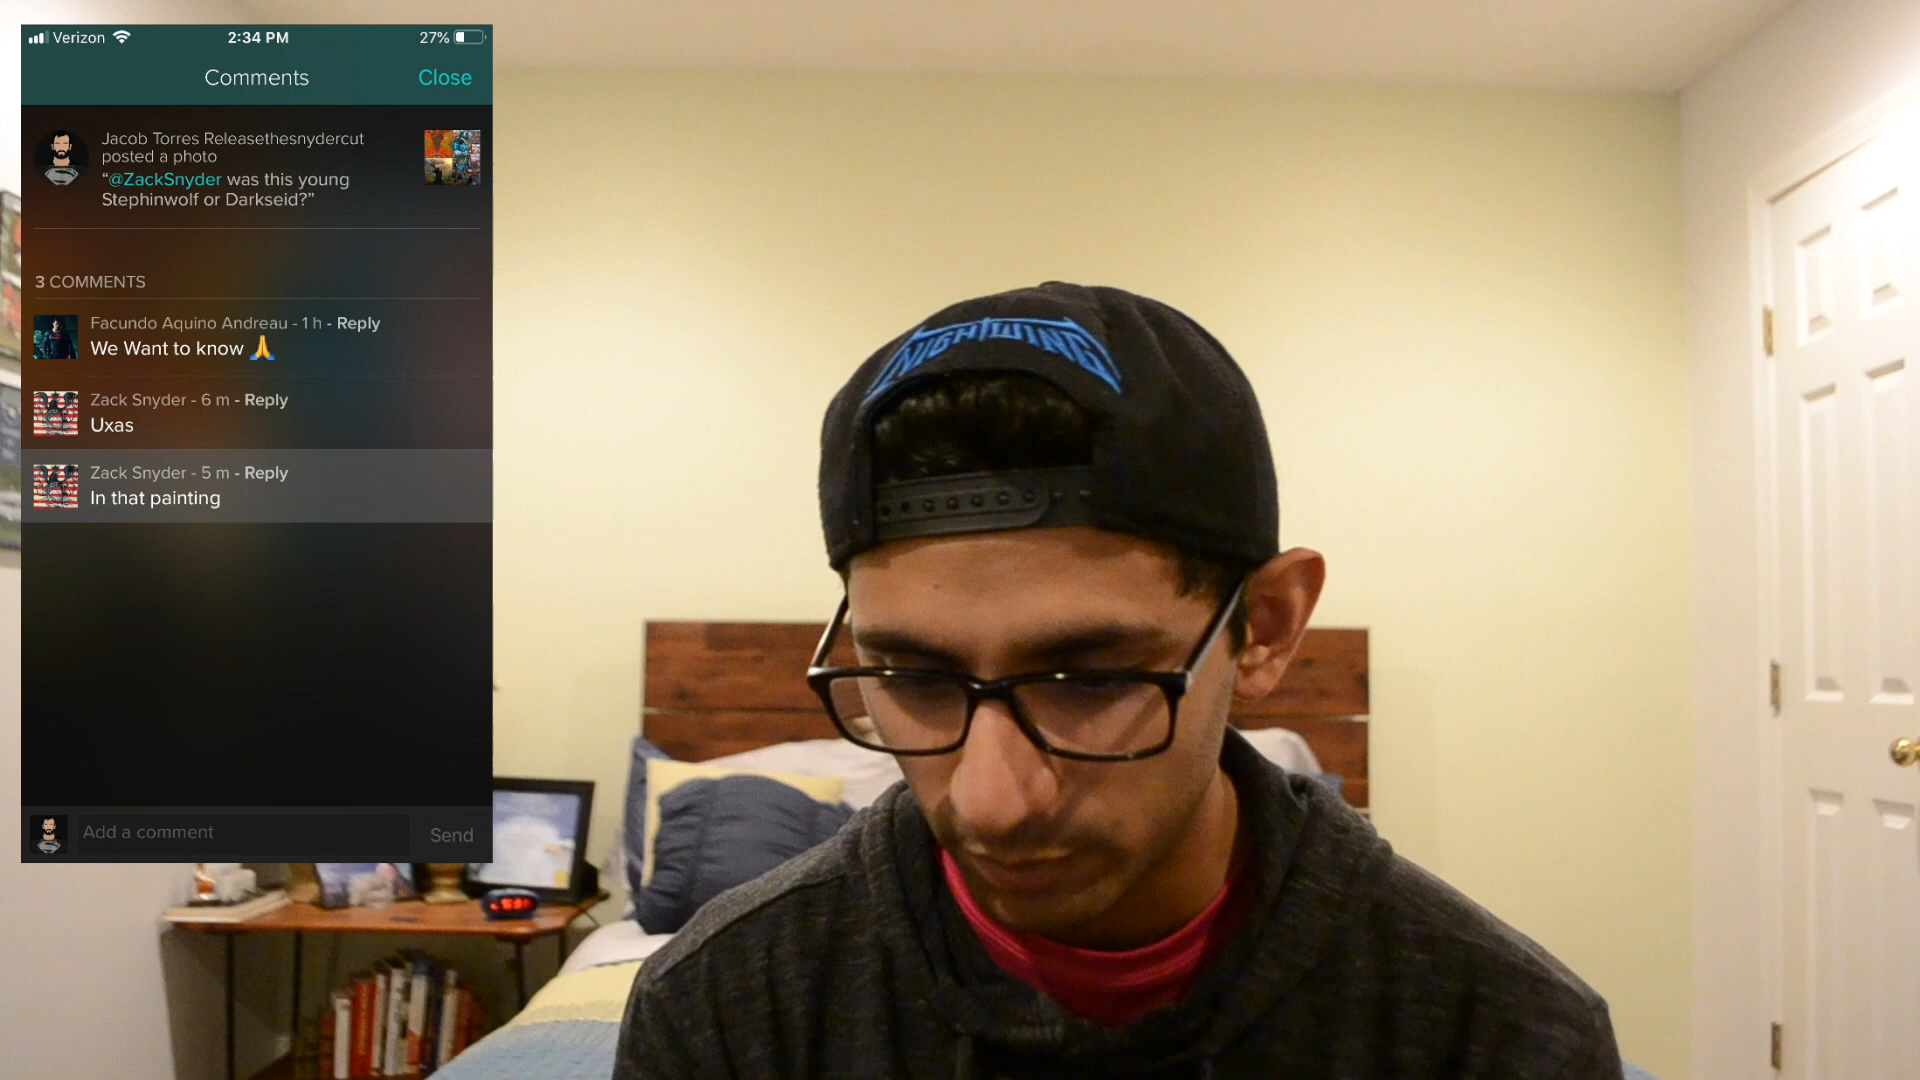 Verizon 2:34 PM 27%
Comments Close
Jacob Torres Releasethesnydercut
posted a photo
“@ZackSnyder was this young
Stephinwolf or Darkseid?”
3 COMMENTS
Facundo Aquino Andreau - 1 h - Reply
We Want to know 🙏
Zack Snyder - 6 m - Reply
Uxas
Zack Snyder - 5 m - Reply
In that painting
Add a comment Send
NIGHTWING